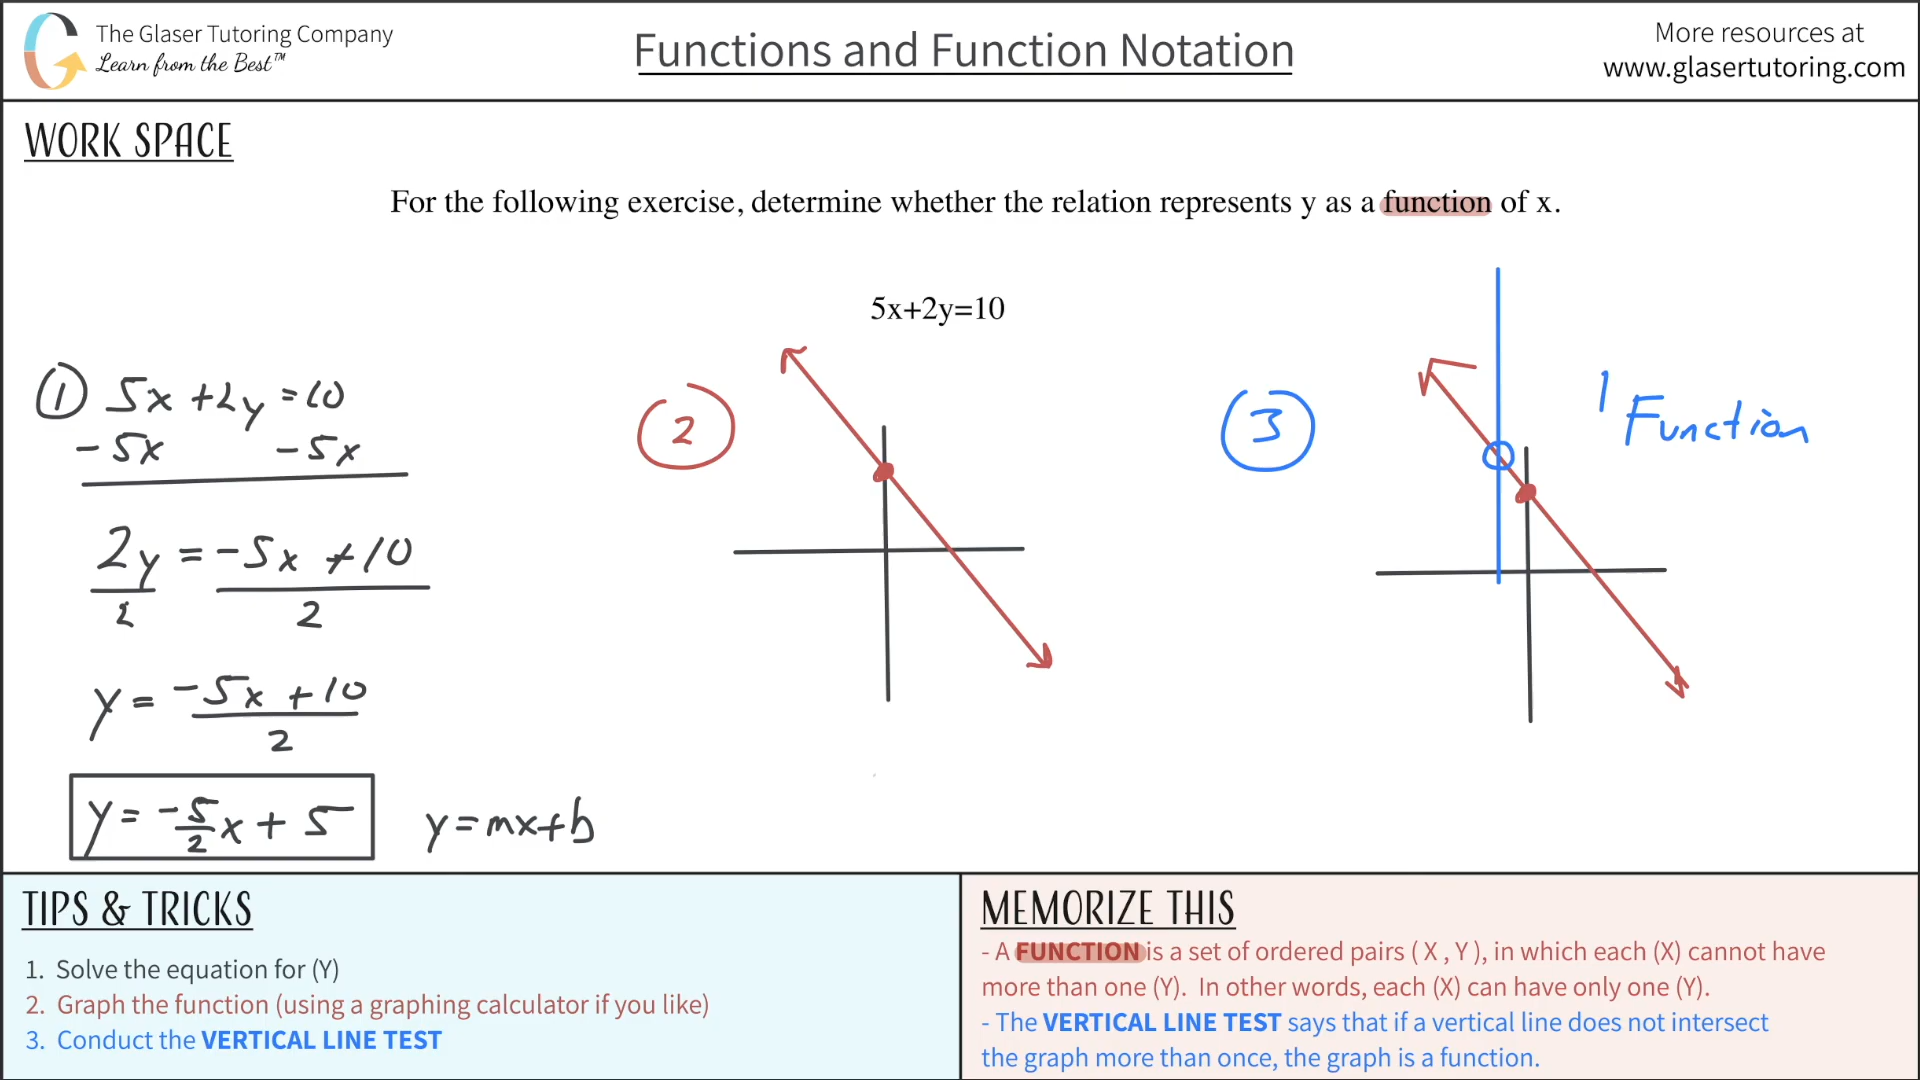 The Glaser Tutoring Company
Learn from the Best™
Functions and Function Notation
More resources at
www.glasertutoring.com
WORK SPACE
For the following exercise, determine whether the relation represents y as a function of x.
5x+2y=10
① 5x +2y = 10
-5x -5x
2y = -5x +10
2 2
y = -5x +10
2
y = -5/2 x + 5
y = mx+b
2
3
1 Function
TIPS & TRICKS
1. Solve the equation for (Y)
2. Graph the function (using a graphing calculator if you like)
3. Conduct the VERTICAL LINE TEST
MEMORIZE THIS
- A FUNCTION is a set of ordered pairs ( X , Y ), in which each (X) cannot have
more than one (Y). In other words, each (X) can have only one (Y).
- The VERTICAL LINE TEST says that if a vertical line does not intersect
the graph more than once, the graph is a function.